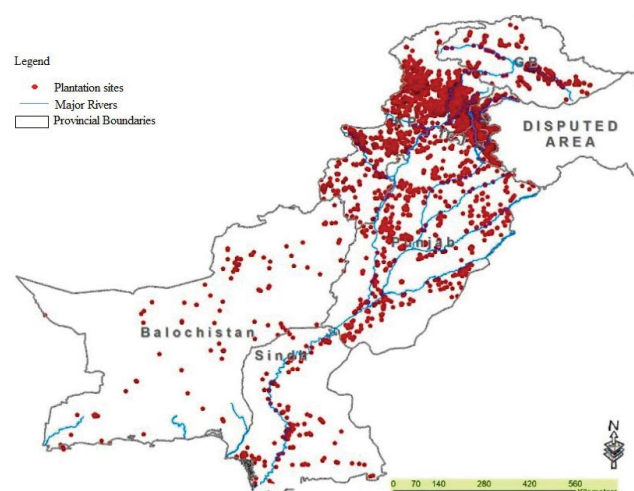 Legend
Plantation sites
Major Rivers
Provincial Boundaries
GB
DISPUTED
AREA
Punjab
Balochistan
Sindh
N
0 70 140 280 420 560
Kilometers